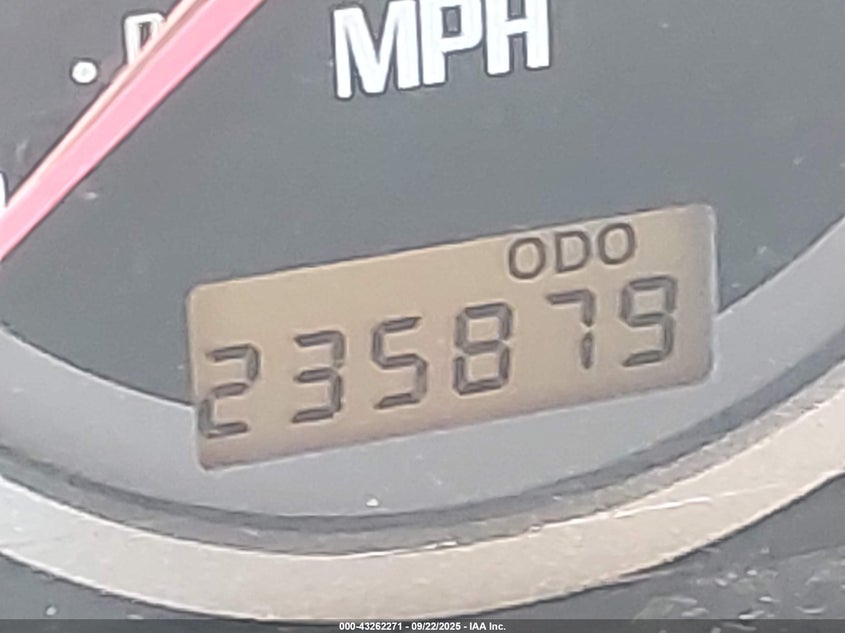 MPH
ODO
235879
000-43262271 - 09/22/2025 - IAA Inc.